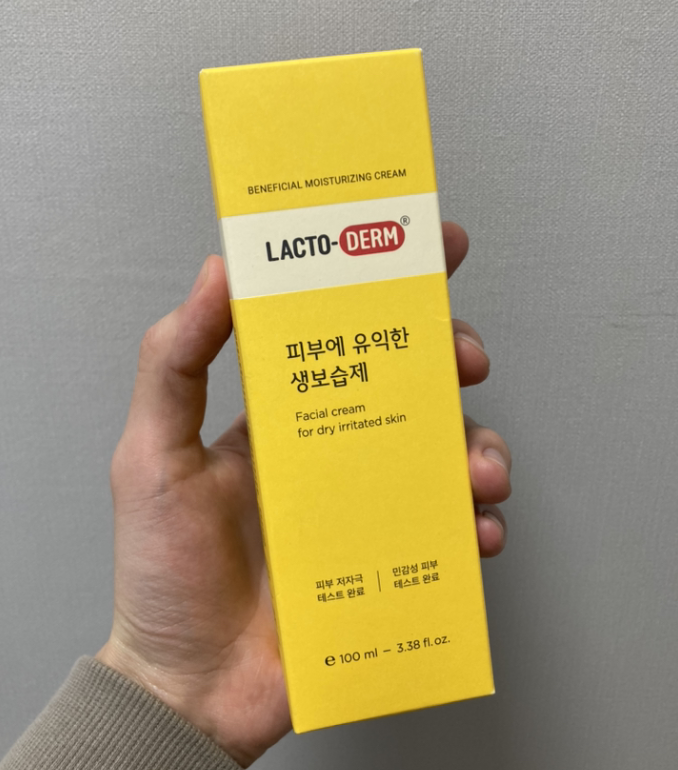 BENEFICIAL MOISTURIZING CREAM
LACTO-DERM®
피부에 유익한
생보습제
Facial cream
for dry irritated skin
피부 저자극
테스트 완료
민감성 피부
테스트 완료
℮ 100 ml – 3.38 fl.oz.